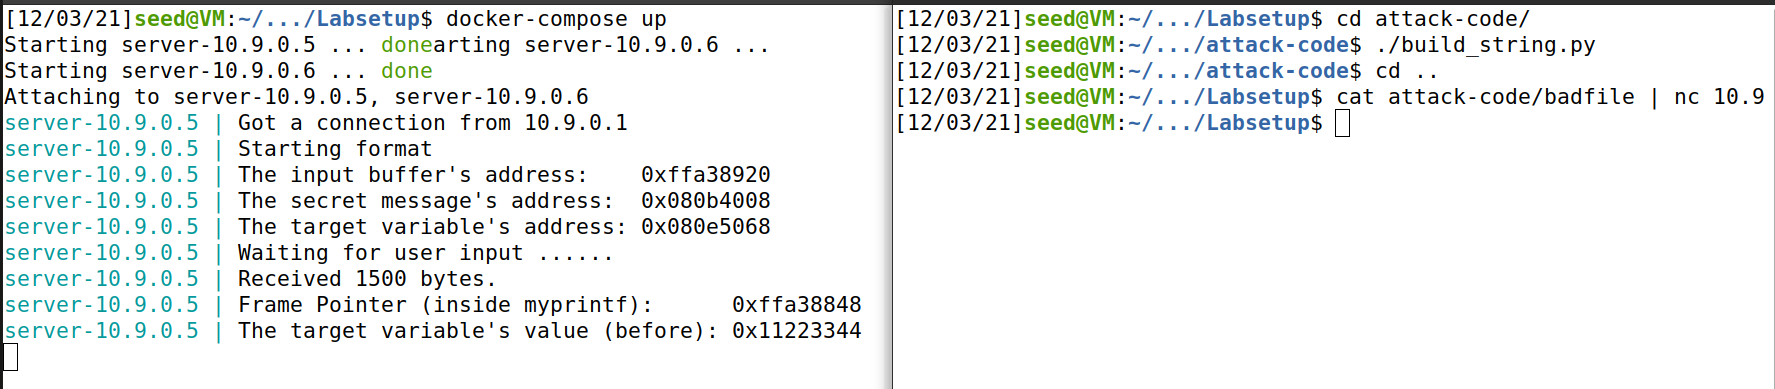 [12/03/21]seed@VM:~/.../Labsetup$ docker-compose up
Starting server-10.9.0.5 ... donearting server-10.9.0.6 ...
Starting server-10.9.0.6 ... done
Attaching to server-10.9.0.5, server-10.9.0.6
server-10.9.0.5 | Got a connection from 10.9.0.1
server-10.9.0.5 | Starting format
server-10.9.0.5 | The input buffer's address:    0xffa38920
server-10.9.0.5 | The secret message's address:  0x080b4008
server-10.9.0.5 | The target variable's address: 0x080e5068
server-10.9.0.5 | Waiting for user input ......
server-10.9.0.5 | Received 1500 bytes.
server-10.9.0.5 | Frame Pointer (inside myprintf):      0xffa38848
server-10.9.0.5 | The target variable's value (before): 0x11223344
[12/03/21]seed@VM:~/.../Labsetup$ cd attack-code/
[12/03/21]seed@VM:~/.../attack-code$ ./build_string.py
[12/03/21]seed@VM:~/.../attack-code$ cd ..
[12/03/21]seed@VM:~/.../Labsetup$ cat attack-code/badfile | nc 10.9
[12/03/21]seed@VM:~/.../Labsetup$